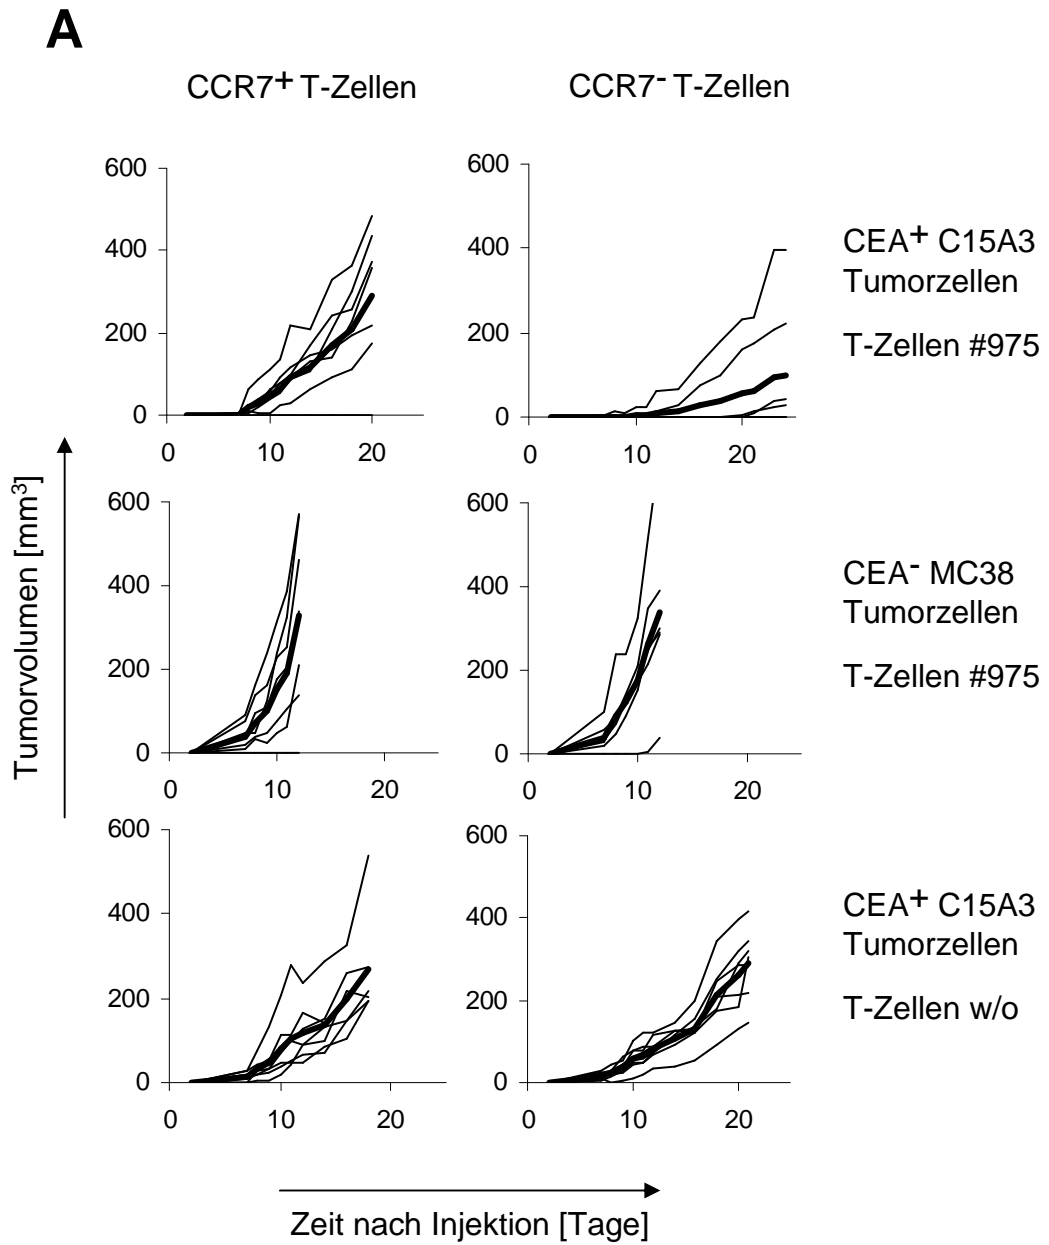 A
CCR7+ T-Zellen
CCR7- T-Zellen
600
400
200
0
0 10 20
600
400
200
0
0 10 20
CEA+ C15A3
Tumorzellen
T-Zellen #975
Tumorvolumen [mm³]
600
400
200
0
0 10 20
600
400
200
0
0 10 20
CEA- MC38
Tumorzellen
T-Zellen #975
600
400
200
0
0 10 20
600
400
200
0
0 10 20
CEA+ C15A3
Tumorzellen
T-Zellen w/o
Zeit nach Injektion [Tage]